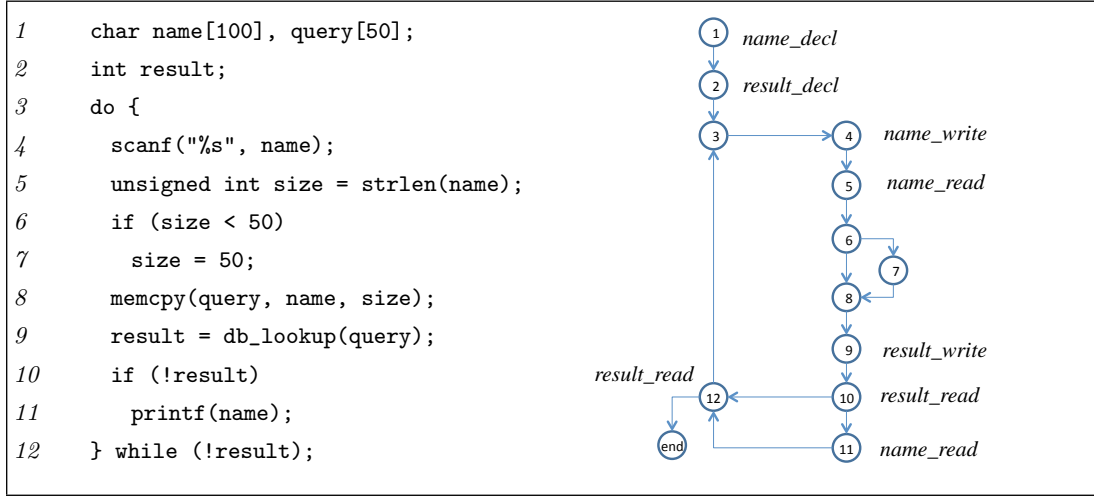 1 char name[100], query[50];
2 int result;
3 do {
4 scanf("%s", name);
5 unsigned int size = strlen(name);
6 if (size < 50)
7 size = 50;
8 memcpy(query, name, size);
9 result = db_lookup(query);
10 if (!result)
11 printf(name);
12 } while (!result);
1 name_decl
2 result_decl
3
4 name_write
5 name_read
6
7
8
9 result_write
result_read
12
10 result_read
end
11 name_read